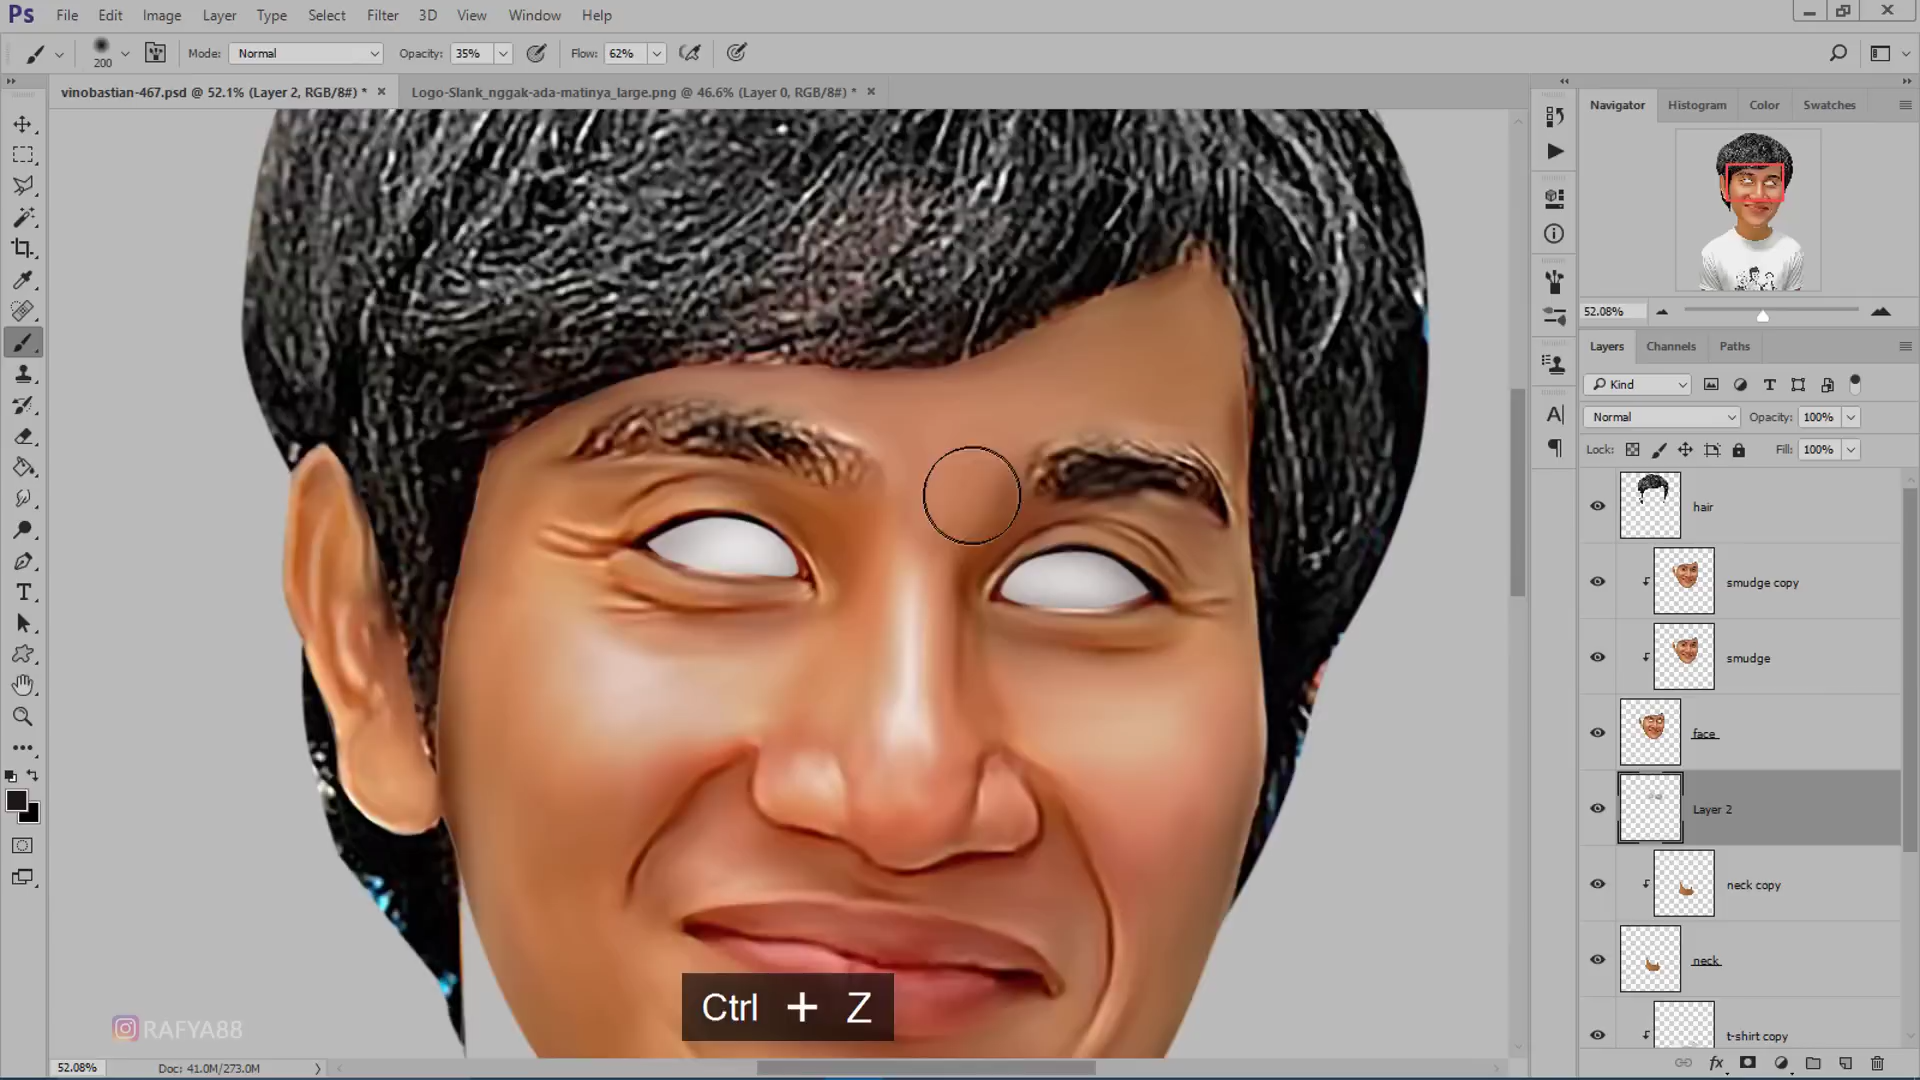 Ps File Edit Image Layer Type Select Filter 3D View Window Help
200 Mode: Normal Opacity: 35% Flow: 62%
vinobastian-467.psd @ 52.1% (Layer 2, RGB/8#) * Logo-Slank_nggak-ada-matinya_large.png @ 46.6% (Layer 0, RGB/8#) *
Navigator Histogram Color Swatches
52.08%
Layers Channels Paths
Kind
Normal Opacity: 100%
Lock: Fill: 100%
hair
smudge copy
smudge
face
Layer 2
neck copy
neck
t-shirt copy
Ctrl + Z
RAFYA88
52.08% Doc: 41.0M/273.0M